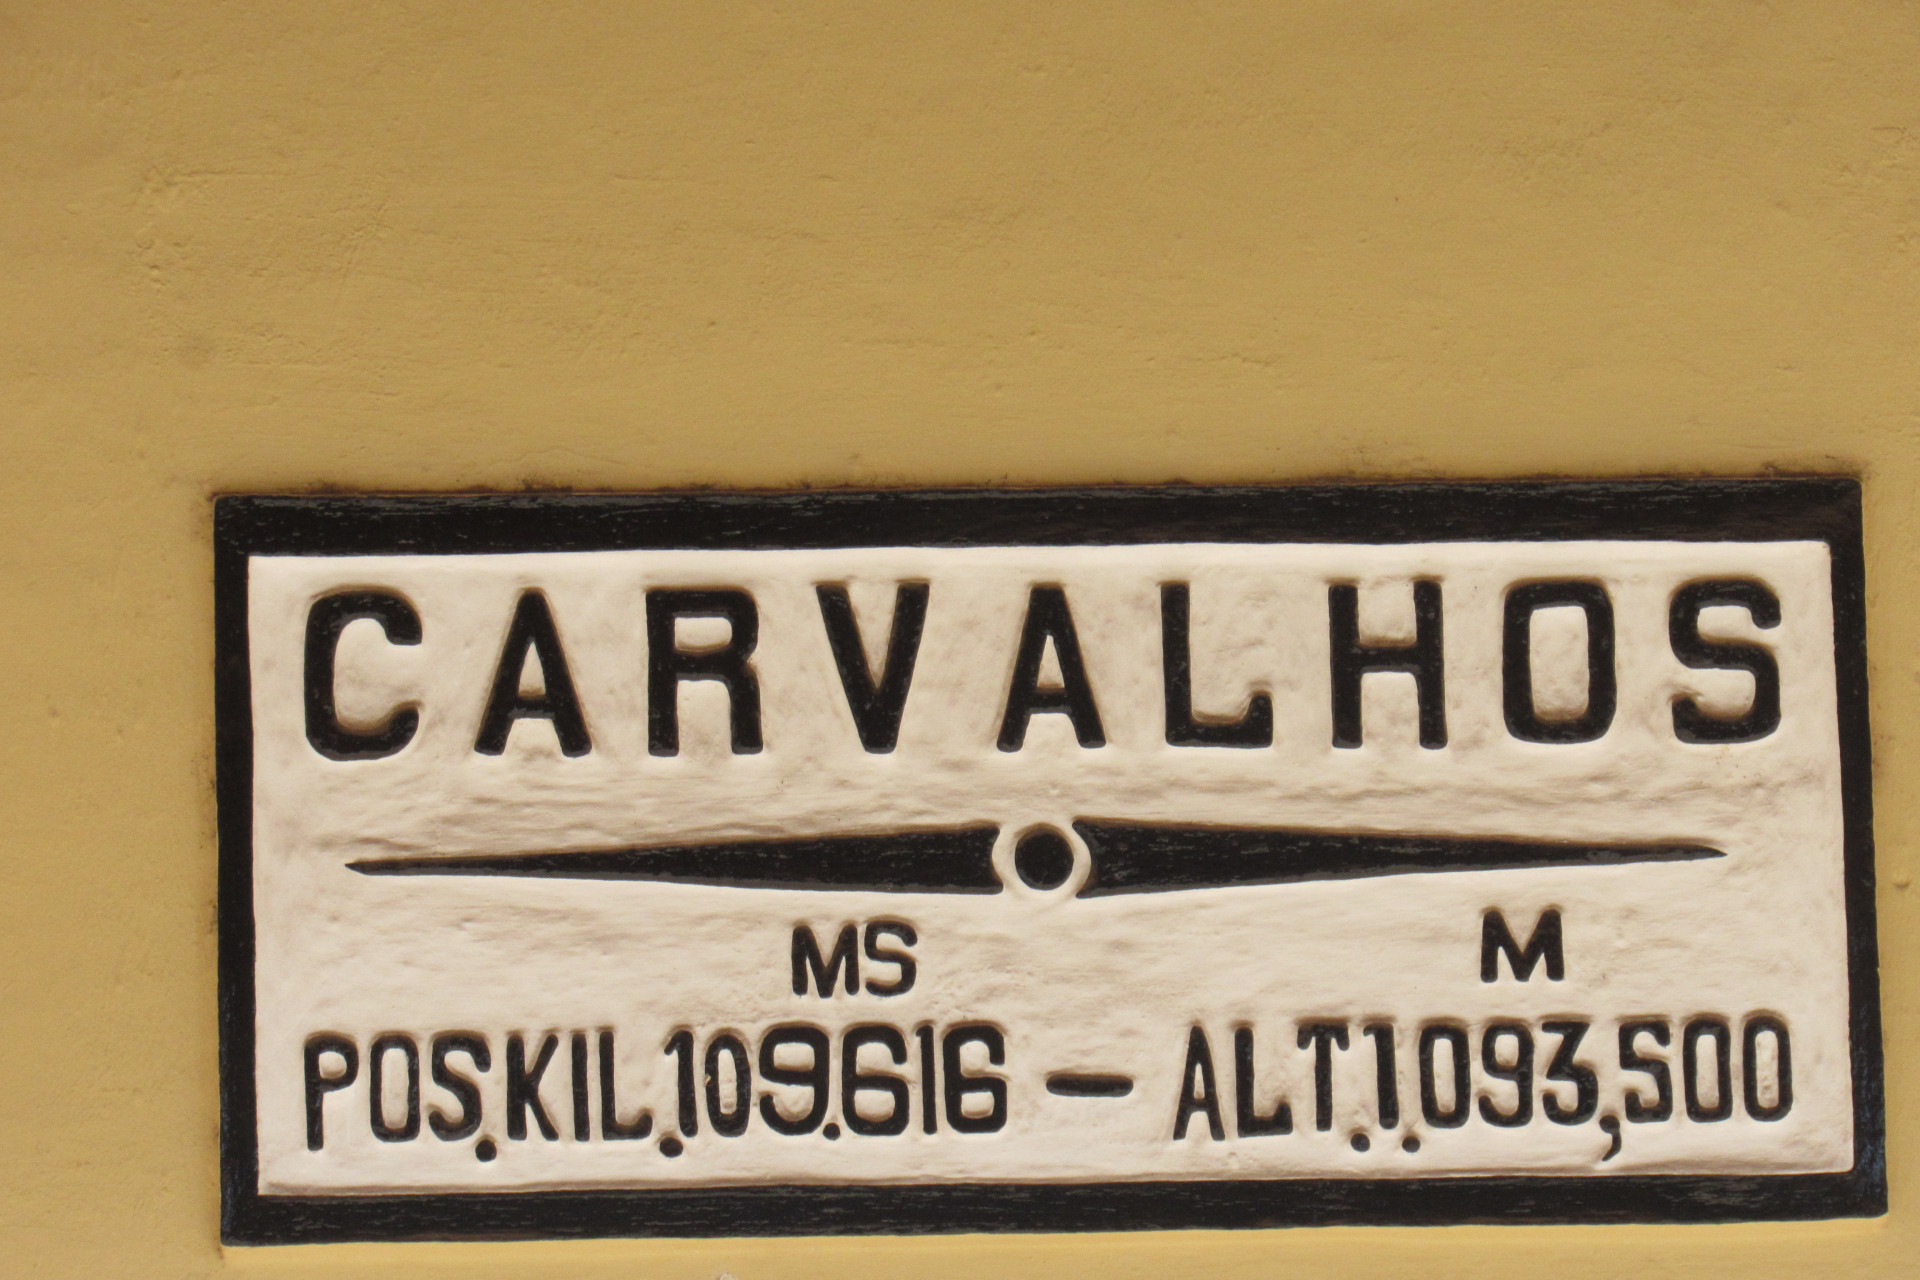 CARVALHOS
MS M
POS.KIL.109.616 — ALT.1.093,500